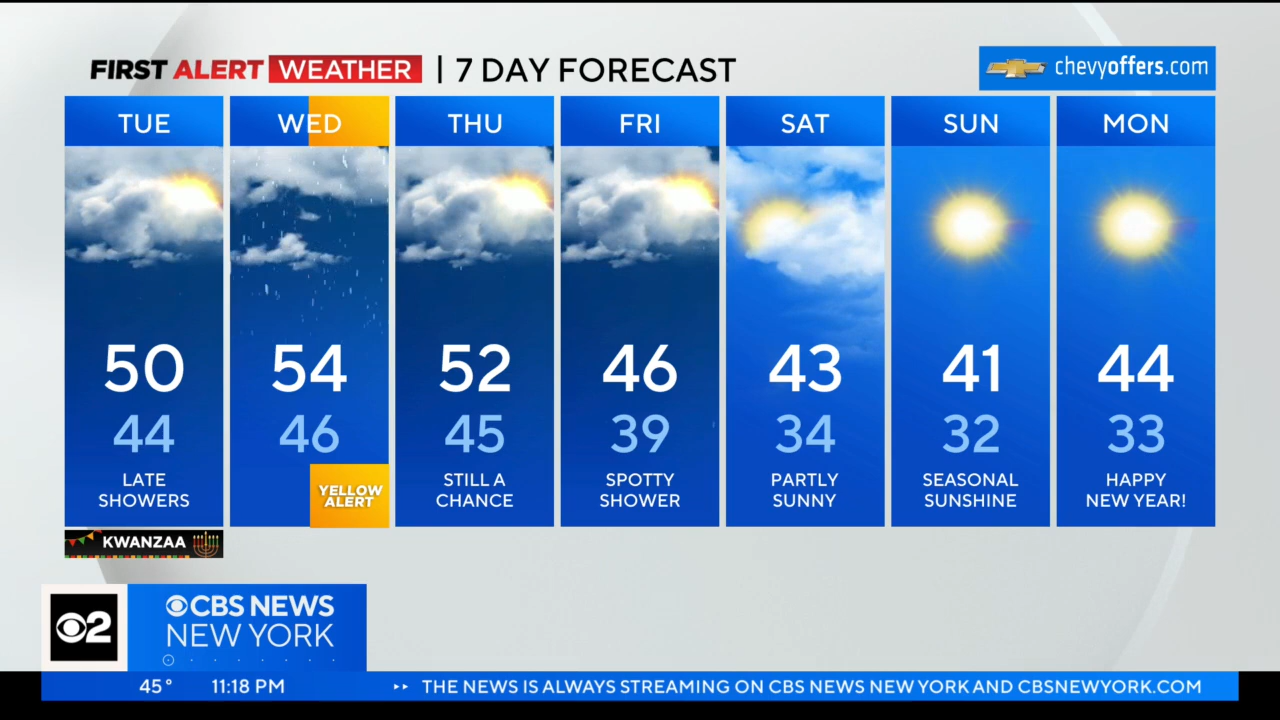 FIRST ALERT WEATHER | 7 DAY FORECAST
chevyoffers.com
TUE
50
44
LATE
SHOWERS
KWANZAA
WED
54
46
YELLOW
ALERT
THU
52
45
STILL A
CHANCE
FRI
46
39
SPOTTY
SHOWER
SAT
43
34
PARTLY
SUNNY
SUN
41
32
SEASONAL
SUNSHINE
MON
44
33
HAPPY
NEW YEAR!
2
CBS NEWS
NEW YORK
45° 11:18 PM THE NEWS IS ALWAYS STREAMING ON CBS NEWS NEW YORK AND CBSNEWYORK.COM